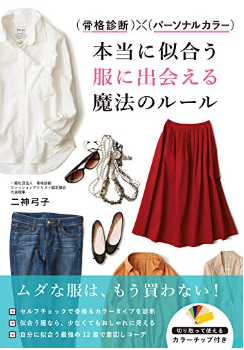 (骨格診断)×(パーソナルカラー)
本当に似合う
服に出会える
魔法のルール
一般社団法人 骨格診断
ファッションアナリスト認定協会
代表理事
二神弓子
ムダな服は、もう買わない!
セルフチェックで骨格&カラータイプを診断
似合う服なら、少なくてもおしゃれに見える
自分に似合う最強の12着で着回しコーデ
切り取って使える
カラーチップ付き